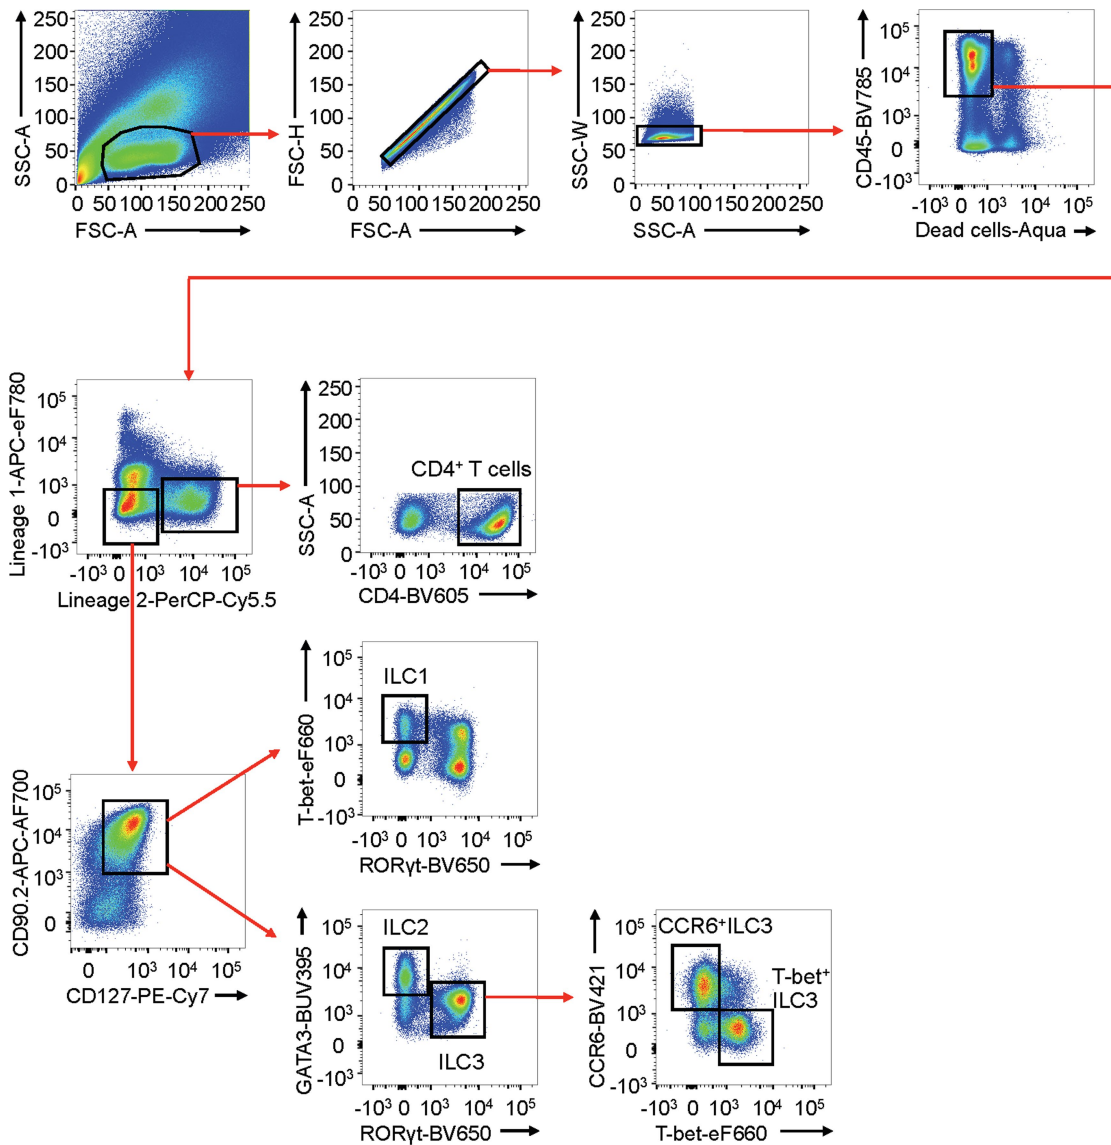 SSC-A
250
200
150
100
50
0
0 50 100 150 200 250
FSC-A
FSC-H
250
200
150
100
50
0
0 50 100 150 200 250
FSC-A
SSC-W
250
200
150
100
50
0
0 50 100 150 200 250
SSC-A
CD45-BV785
10⁵
10⁴
10³
0
-10³
-10³ 0 10³ 10⁵
Dead cells-Aqua
Lineage 1-APC-eF780
10⁵
10⁴
10³
0
-10³
-10³ 0 10³ 10⁴ 10⁵
Lineage 2-PerCP-Cy5.5
SSC-A
250
200
150
100
50
0
CD4⁺ T cells
-10³ 0 10³ 10⁴ 10⁵
CD4-BV605
T-bet-eF660
10⁵
10⁴
10³
0
-10³
ILC1
-10³ 0 10³ 10⁴ 10⁵
RORγt-BV650
CD90.2-APC-AF700
10⁵
10⁴
10³
0
0 10³ 10⁴ 10⁵
CD127-PE-Cy7
GATA3-BUV395
10⁵
10⁴
10³
0
-10³
ILC2
ILC3
-10³ 0 10³ 10⁴ 10⁵
RORγt-BV650
CCR6-BV421
10⁵
10⁴
10³
0
-10³
CCR6⁺ILC3
T-bet⁺
ILC3
-10³ 0 10³ 10⁴ 10⁵
T-bet-eF660